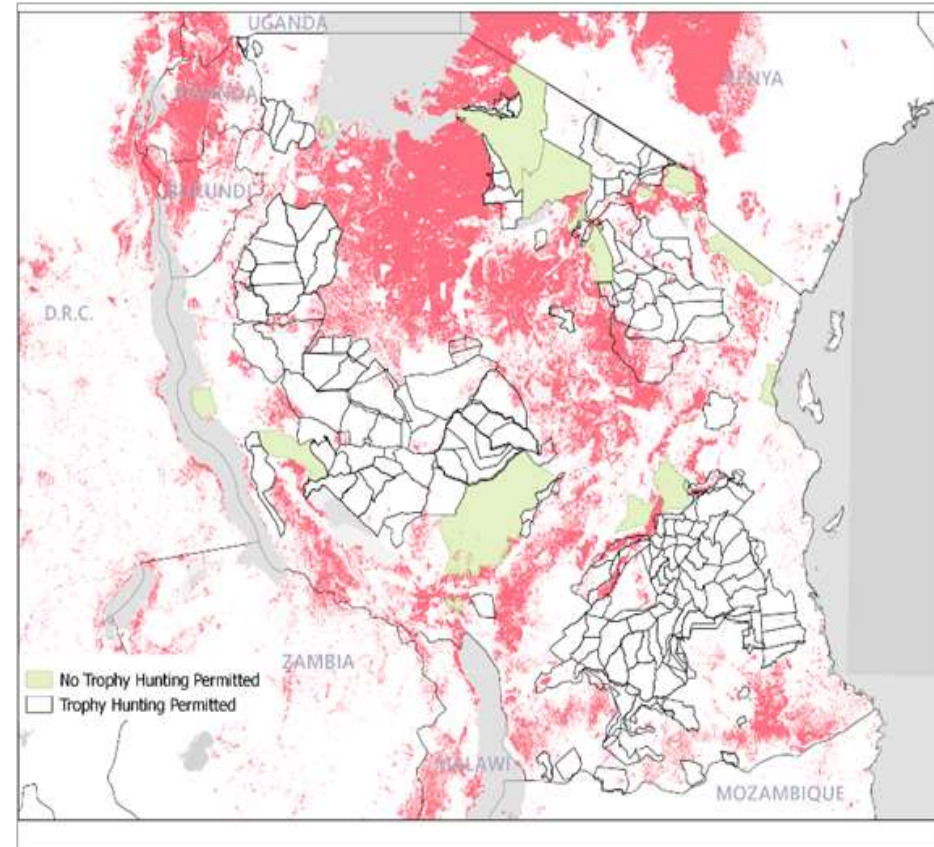 UGANDA
KENYA
RWANDA
BURUNDI
D.R.C.
ZAMBIA
No Trophy Hunting Permitted
Trophy Hunting Permitted
MALAWI
MOZAMBIQUE